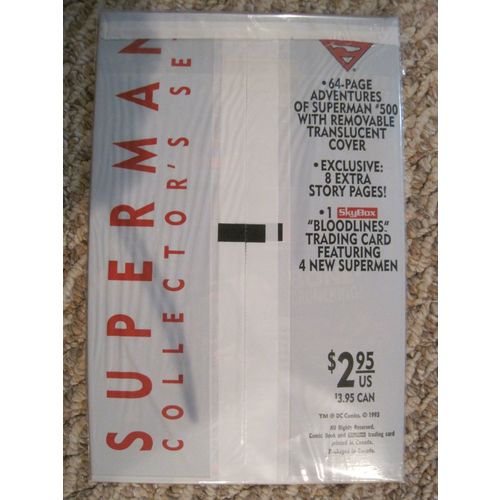 SUPERMAN
COLLECTOR'S SE
•64-PAGE
ADVENTURES
OF SUPERMAN #500
WITH REMOVABLE
TRANSLUCENT
COVER
•EXCLUSIVE:
8 EXTRA
STORY PAGES!
•1 SkyBox
"BLOODLINES"
TRADING CARD
FEATURING
4 NEW SUPERMEN
$2.95
US
$3.95 CAN
TM & DC Comics. © 1993
All Rights Reserved.
Comic Book and SKYBOX trading card
printed in Canada.
Packaged in Canada.